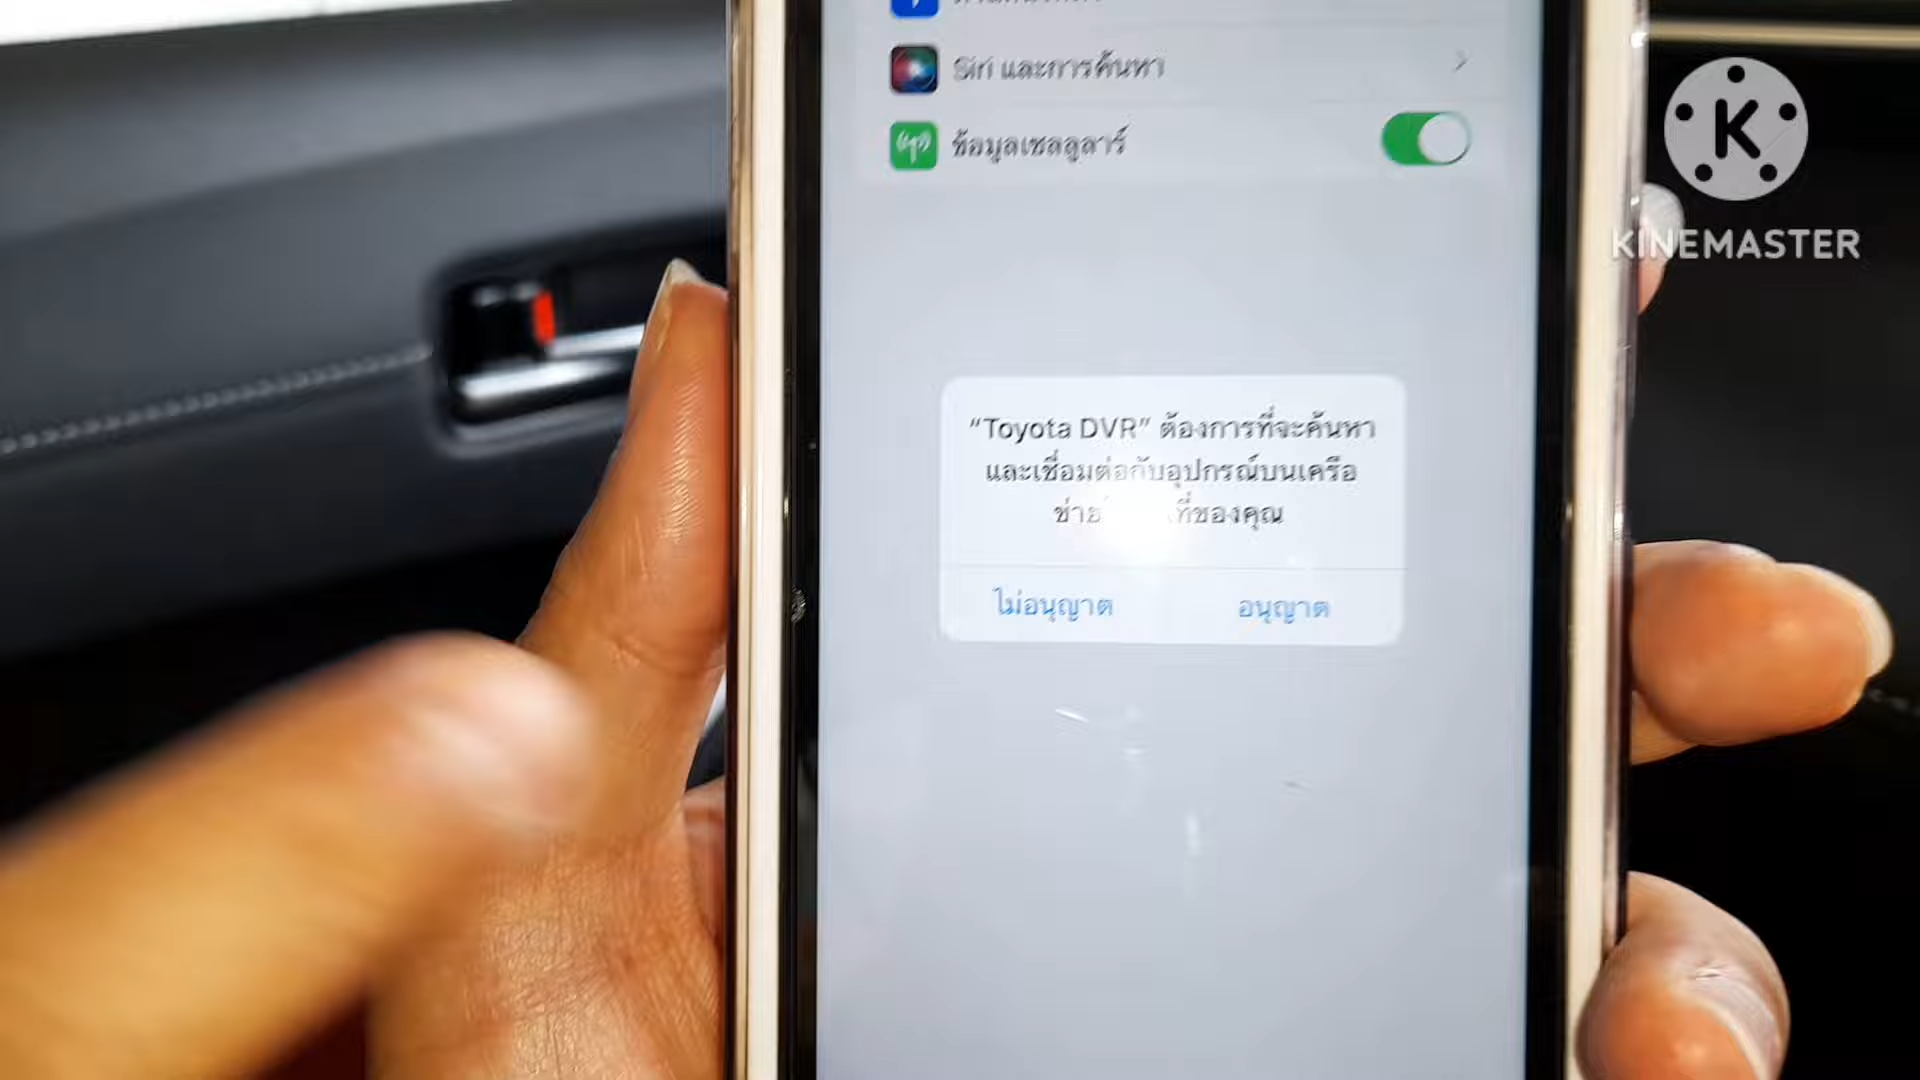 Siri และการค้นหา
ข้อมูลเซลลูลาร์
K
KINEMASTER
“Toyota DVR” ต้องการที่จะค้นหา
และเชื่อมต่อกับอุปกรณ์บนเครือ
ข่าย ที่ของคุณ
ไม่อนุญาต
อนุญาต